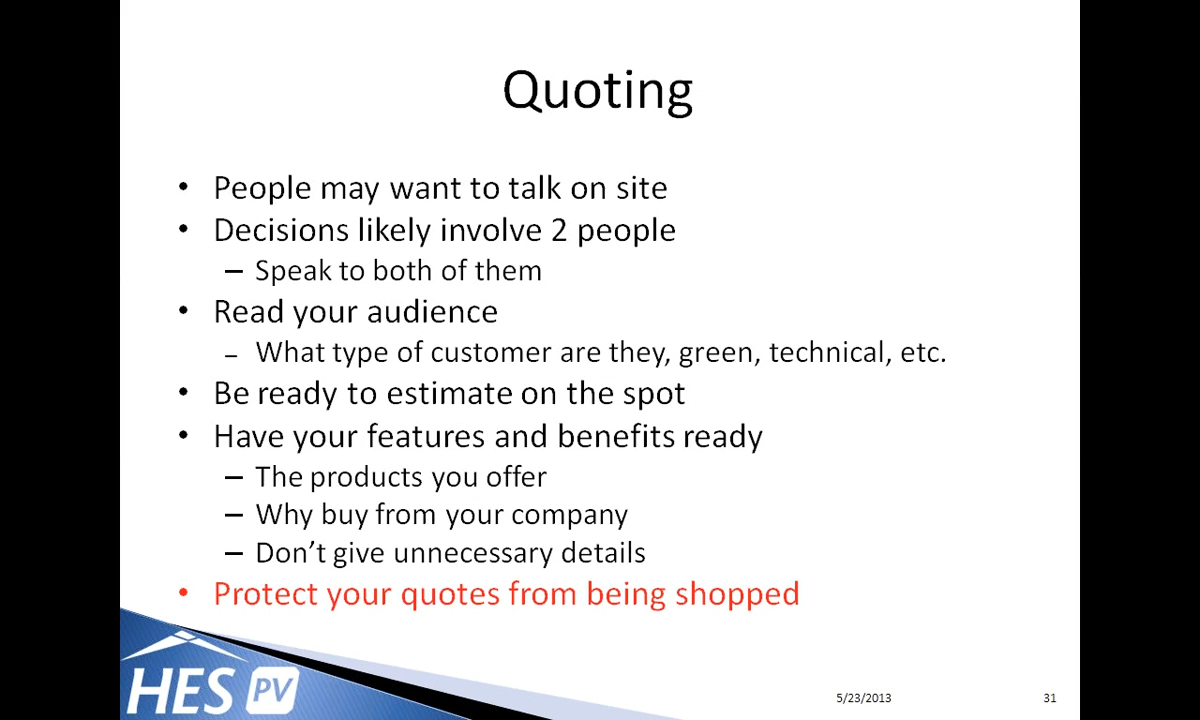 Quoting
• People may want to talk on site
• Decisions likely involve 2 people
– Speak to both of them
• Read your audience
– What type of customer are they, green, technical, etc.
• Be ready to estimate on the spot
• Have your features and benefits ready
– The products you offer
– Why buy from your company
– Don’t give unnecessary details
• Protect your quotes from being shopped
HES PV
5/23/2013
31